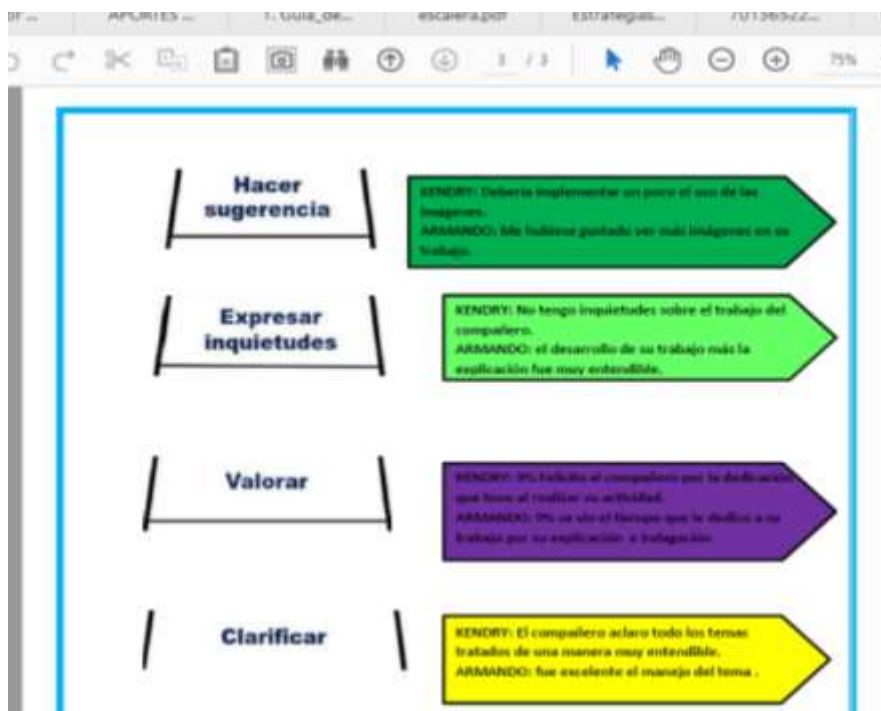 APORTES ...
1. Guia_de...
escalera.pdf
Estrategias...
70136522...
3 / 3
75%
Hacer
sugerencia
KENDRY: Debería implementar un poco el uso de las
imágenes.
ARMANDO: Me hubiese gustado ver más imágenes en su
trabajo.
Expresar
inquietudes
KENDRY: No tengo inquietudes sobre el trabajo del
compañero.
ARMANDO: el desarrollo de su trabajo más la
explicación fue muy entendible.
Valorar
KENDRY: 9% Felicito al compañero por la dedicación
que tuvo al realizar su actividad.
ARMANDO: 9% se vio el tiempo que le dedico a su
trabajo por su explicación e indagación
Clarificar
KENDRY: El compañero aclaro todo los temas
tratados de una manera muy entendible.
ARMANDO: fue excelente el manejo del tema .